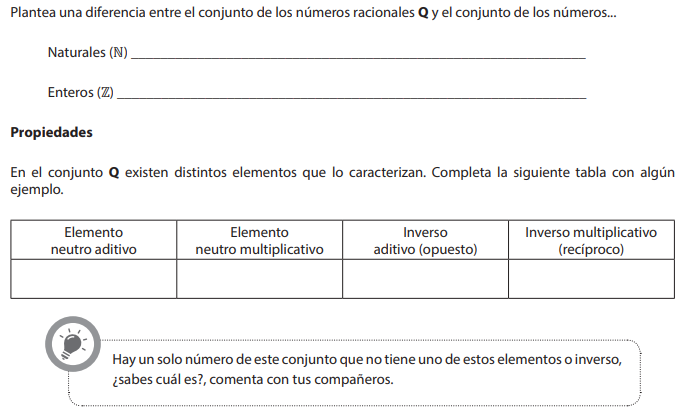 Plantea una diferencia entre el conjunto de los números racionales Q y el conjunto de los números...
Naturales (ℕ) ____________________
Enteros (ℤ) ____________________
Propiedades
En el conjunto Q existen distintos elementos que lo caracterizan. Completa la siguiente tabla con algún
ejemplo.
Elemento
neutro aditivo
Elemento
neutro multiplicativo
Inverso
aditivo (opuesto)
Inverso multiplicativo
(recíproco)
Hay un solo número de este conjunto que no tiene uno de estos elementos o inverso,
¿sabes cuál es?, comenta con tus compañeros.